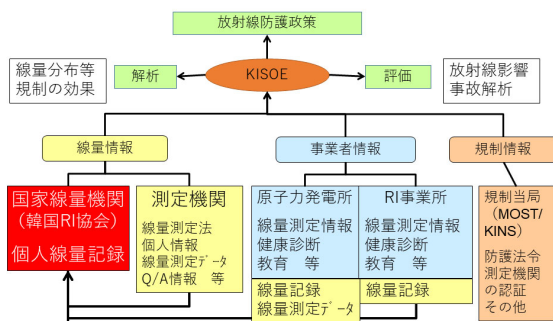 放射線防護政策
線量分布等
規制の効果
解析
KISOE
評価
放射線影響
事故解析
線量情報
事業者情報
規制情報
国家線量機関
(韓国RI協会)
個人線量記録
測定機関
線量測定法
個人情報
線量測定データ
Q/A情報 等
原子力発電所
線量測定情報
健康診断
教育 等
線量記録
線量測定データ
RI事業所
線量測定情報
健康診断
教育 等
線量記録
規制当局
(MOST/
KINS)
防護法令
測定機関
の認証
その他